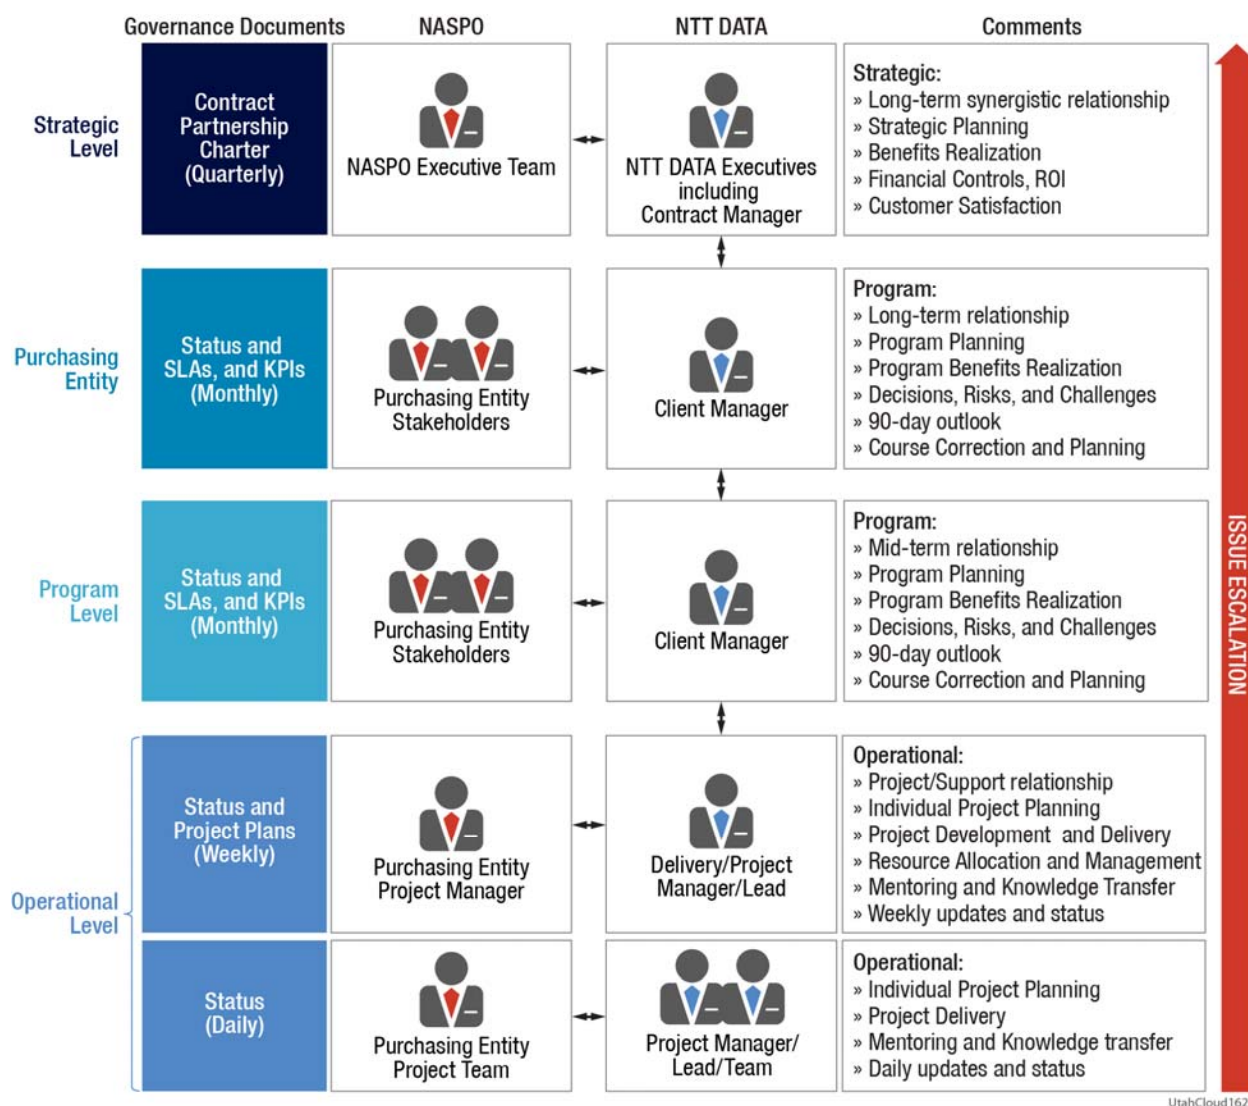 Governance Documents
NASPO
NTT DATA
Comments
Strategic
Level
Contract
Partnership
Charter
(Quarterly)
NASPO Executive Team
NTT DATA Executives
including
Contract Manager
Strategic:
» Long-term synergistic relationship
» Strategic Planning
» Benefits Realization
» Financial Controls, ROI
» Customer Satisfaction
Purchasing
Entity
Status and
SLAs, and KPIs
(Monthly)
Purchasing Entity
Stakeholders
Client Manager
Program:
» Long-term relationship
» Program Planning
» Program Benefits Realization
» Decisions, Risks, and Challenges
» 90-day outlook
» Course Correction and Planning
Program
Level
Status and
SLAs, and KPIs
(Monthly)
Purchasing Entity
Stakeholders
Client Manager
Program:
» Mid-term relationship
» Program Planning
» Program Benefits Realization
» Decisions, Risks, and Challenges
» 90-day outlook
» Course Correction and Planning
Operational
Level
Status and
Project Plans
(Weekly)
Purchasing Entity
Project Manager
Delivery/Project
Manager/Lead
Operational:
» Project/Support relationship
» Individual Project Planning
» Project Development and Delivery
» Resource Allocation and Management
» Mentoring and Knowledge Transfer
» Weekly updates and status
Status
(Daily)
Purchasing Entity
Project Team
Project Manager/
Lead/Team
Operational:
» Individual Project Planning
» Project Delivery
» Mentoring and Knowledge transfer
» Daily updates and status
ISSUE ESCALATION
UtahCloud162